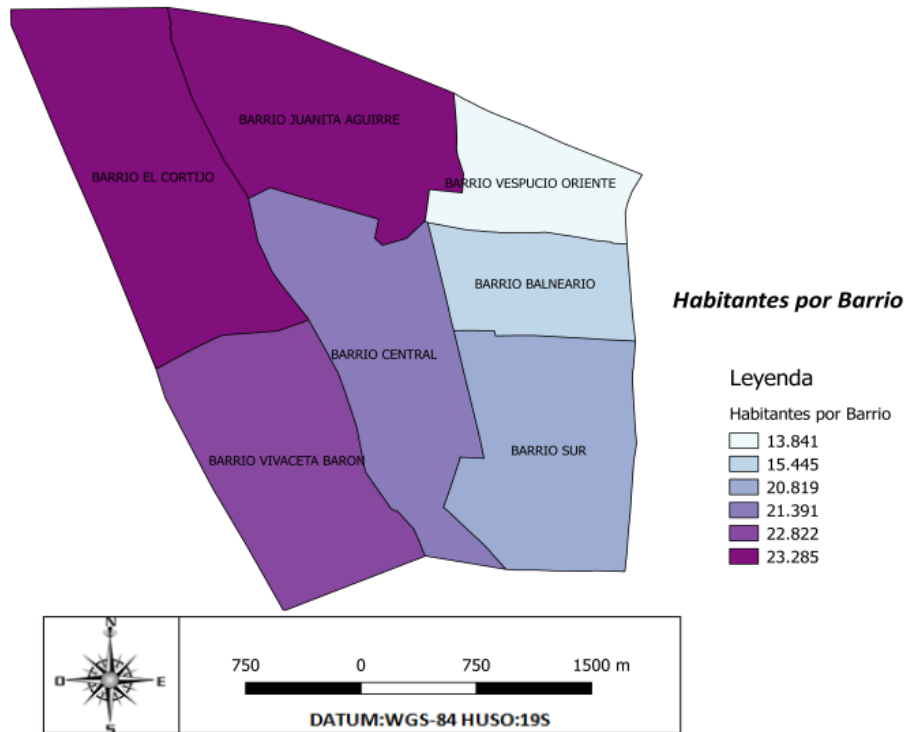 BARRIO JUANITA AGUIRRE
BARRIO EL CORTIJO
BARRIO VESPUCIO ORIENTE
BARRIO BALNEARIO
BARRIO CENTRAL
BARRIO SUR
BARRIO VIVACETA BARON
Habitantes por Barrio
Leyenda
Habitantes por Barrio
13.841
15.445
20.819
21.391
22.822
23.285
N
O
E
S
750 0 750 1500 m
DATUM:WGS-84 HUSO:19S